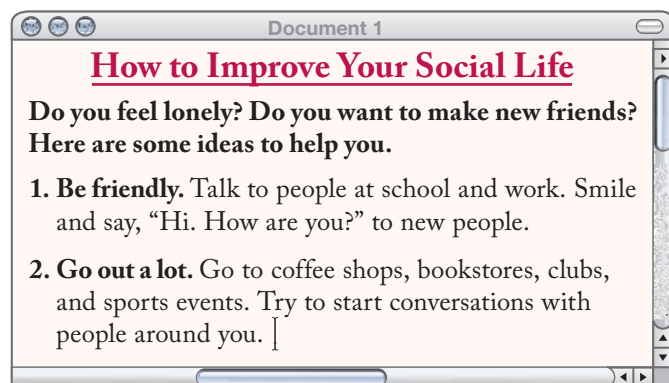 Document 1
How to Improve Your Social Life
Do you feel lonely? Do you want to make new friends?
Here are some ideas to help you.
1. Be friendly. Talk to people at school and work. Smile
and say, “Hi. How are you?” to new people.
2. Go out a lot. Go to coffee shops, bookstores, clubs,
and sports events. Try to start conversations with
people around you.